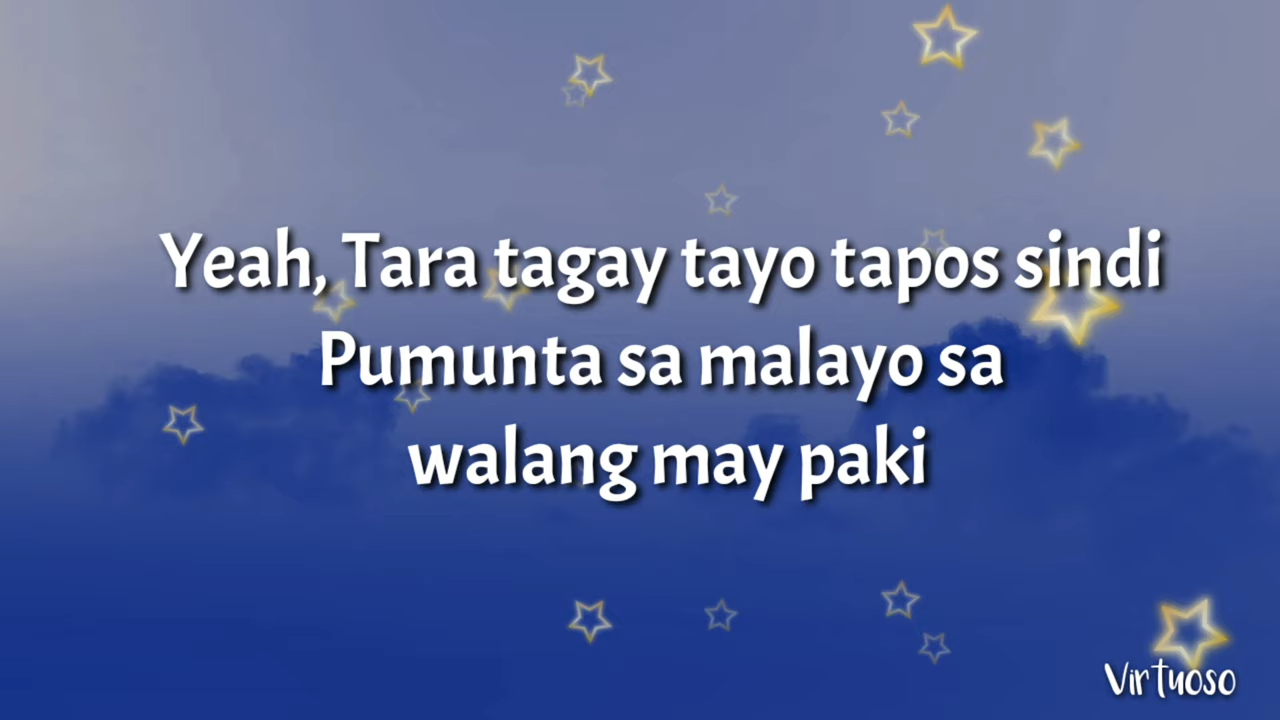 Yeah, Tara tagay tayo tapos sindi
Pumunta sa malayo sa
walang may paki
Virtuoso